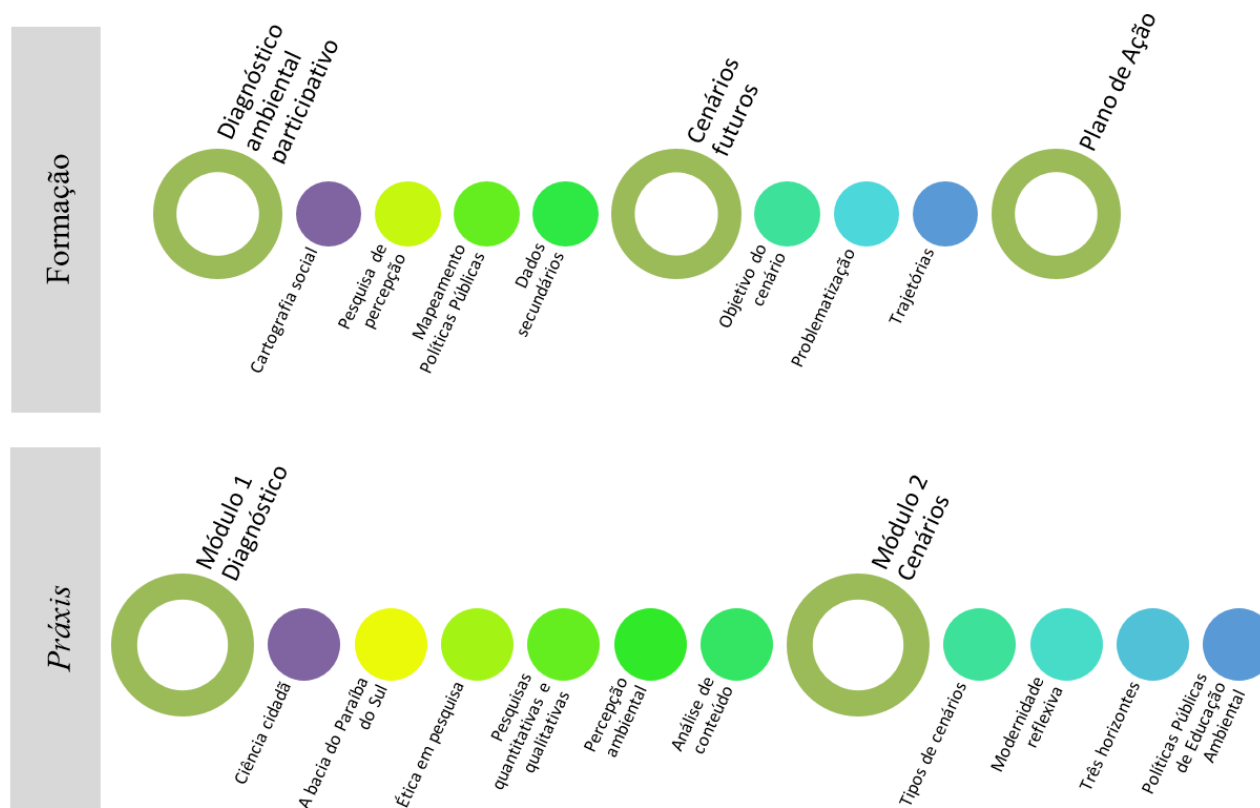 Formação
Diagnóstico
ambiental
participativo
Cartografia social
Pesquisa de
percepção
Mapeamento
Políticas Públicas
Dados
secundários
Cenários
futuros
Objetivo do
cenário
Problematização
Trajetórias
Plano de Ação
Práxis
Módulo 1
Diagnóstico
Ciência cidadã
A bacia do Paraíba
do Sul
Ética em pesquisa
Pesquisas
quantitativas e
qualitativas
Percepção
ambiental
Análise de
conteúdo
Módulo 2
Cenários
Tipos de cenários
Modernidade
reflexiva
Três horizontes
Políticas Públicas
de Educação
Ambiental